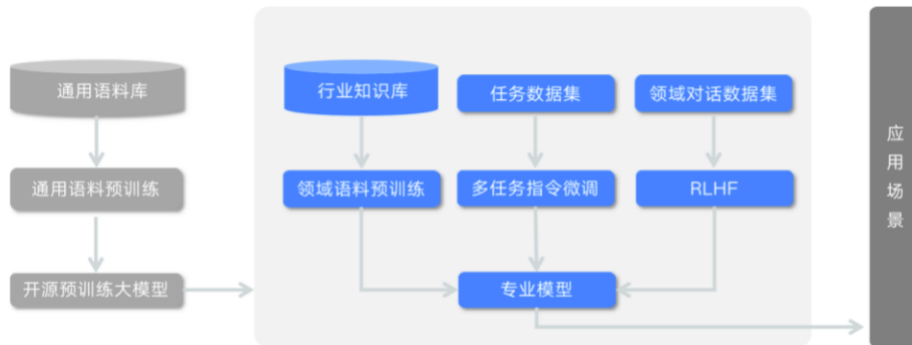 通用语料库
行业知识库
任务数据集
领域对话数据集
通用语料预训练
领域语料预训练
多任务指令微调
RLHF
开源预训练大模型
专业模型
应用场景